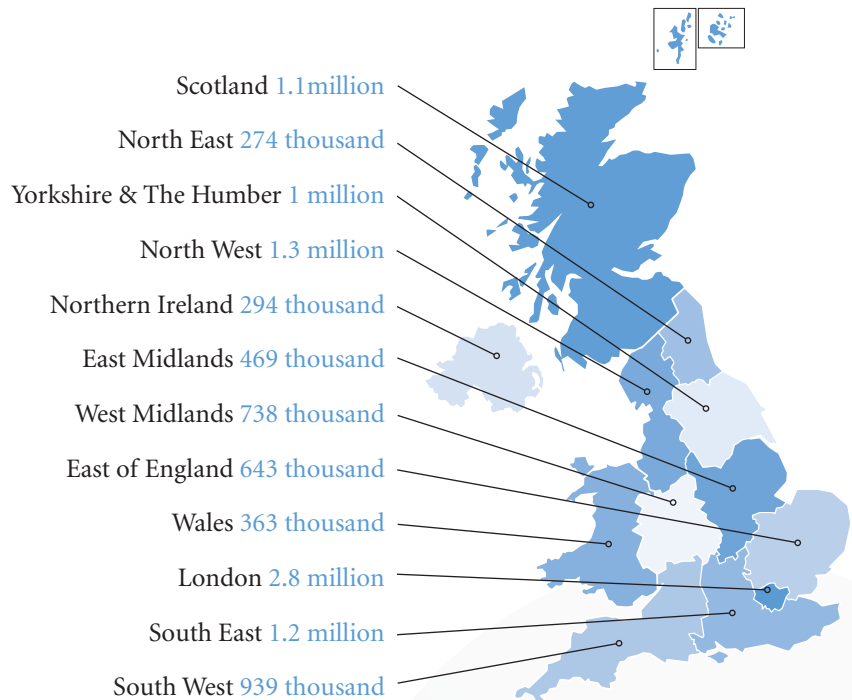 Scotland 1.1million
North East 274 thousand
Yorkshire & The Humber 1 million
North West 1.3 million
Northern Ireland 294 thousand
East Midlands 469 thousand
West Midlands 738 thousand
East of England 643 thousand
Wales 363 thousand
London 2.8 million
South East 1.2 million
South West 939 thousand